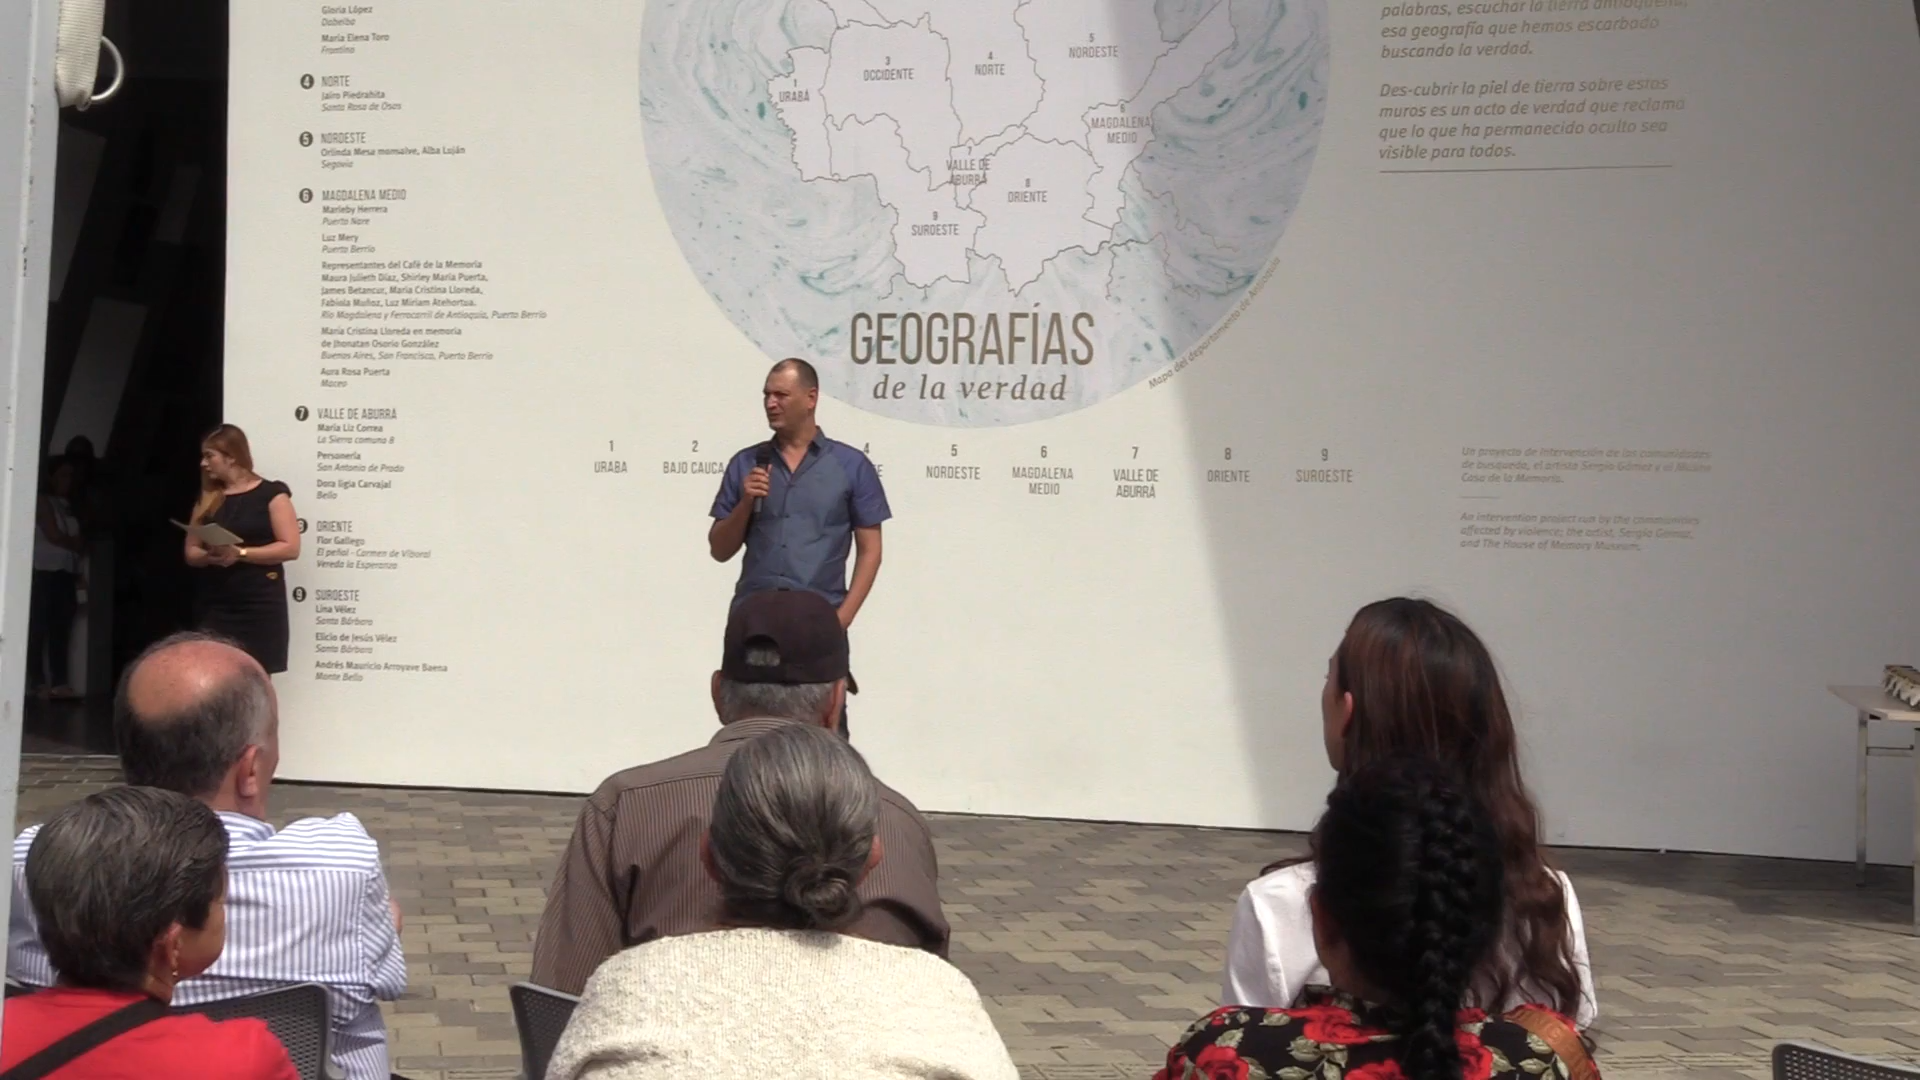 Gloria López
Dabeiba
María Elena Toro
Frontino
4 NORTE
Jairo Piedrahita
Santa Rosa de Osos
5 NORDESTE
Orlinda Mesa monsalve, Alba Luján
Segovia
6 MAGDALENA MEDIO
Marleby Herrera
Puerto Nare
Luz Mery
Puerto Berrío
Representantes del Café de la Memoria
Maura Julieth Díaz, Shirley María Puerta,
James Betancur, María Cristina Lloreda,
Fabiola Muñoz, Luz Miriam Atehortua.
Río Magdalena y Ferrocarril de Antioquia, Puerto Berrío
María Cristina Lloreda en memoria
de Jhonatan Osorio González
Buenos Aires, San Francisco, Puerto Berrío
Aura Rosa Puerta
Maceo
7 VALLE DE ABURRÁ
María Liz Correa
La Sierra comuna 8
Personería
San Antonio de Prado
Dora ligia Carvajal
Bello
ORIENTE
Flor Gallego
El peñol - Carmen de Viboral
Vereda la Esperanza
9 SUROESTE
Lina Vélez
Santa Bárbara
Elicio de Jesús Vélez
Santa Bárbara
Andrés Mauricio Arroyave Baena
Monte Bello
1
URABÁ
3
OCCIDENTE
4
NORTE
5
NORDESTE
6
MAGDALENA
MEDIO
7
VALLE DE
ABURRÁ
8
ORIENTE
9
SUROESTE
GEOGRAFÍAS
de la verdad
Mapa del departamento de Antioquia
1
URABÁ
2
BAJO CAUCA
4
5
NORDESTE
6
MAGDALENA
MEDIO
7
VALLE DE
ABURRÁ
8
ORIENTE
9
SUROESTE
palabras, escuchar la tierra antioqueña,
esa geografía que hemos escarbado
buscando la verdad.
Des-cubrir la piel de tierra sobre estos
muros es un acto de verdad que reclama
que lo que ha permanecido oculto sea
visible para todos.
Un proyecto de intervención de las comunidades
de busqueda, el artista Sergio Gómez y el Museo
Casa de la Memoria.
An intervention project run by the communities
affected by violence; the artist, Sergio Gomez,
and The House of Memory Museum.